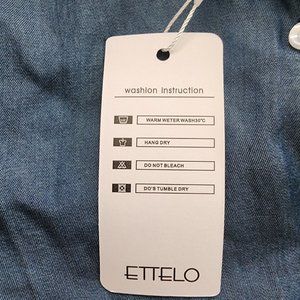 washion Instruction
WARM WETER WASH30°C
HANG DRY
DO NOT BLEACH
DO'S TUMBLE DRY
ETTELO